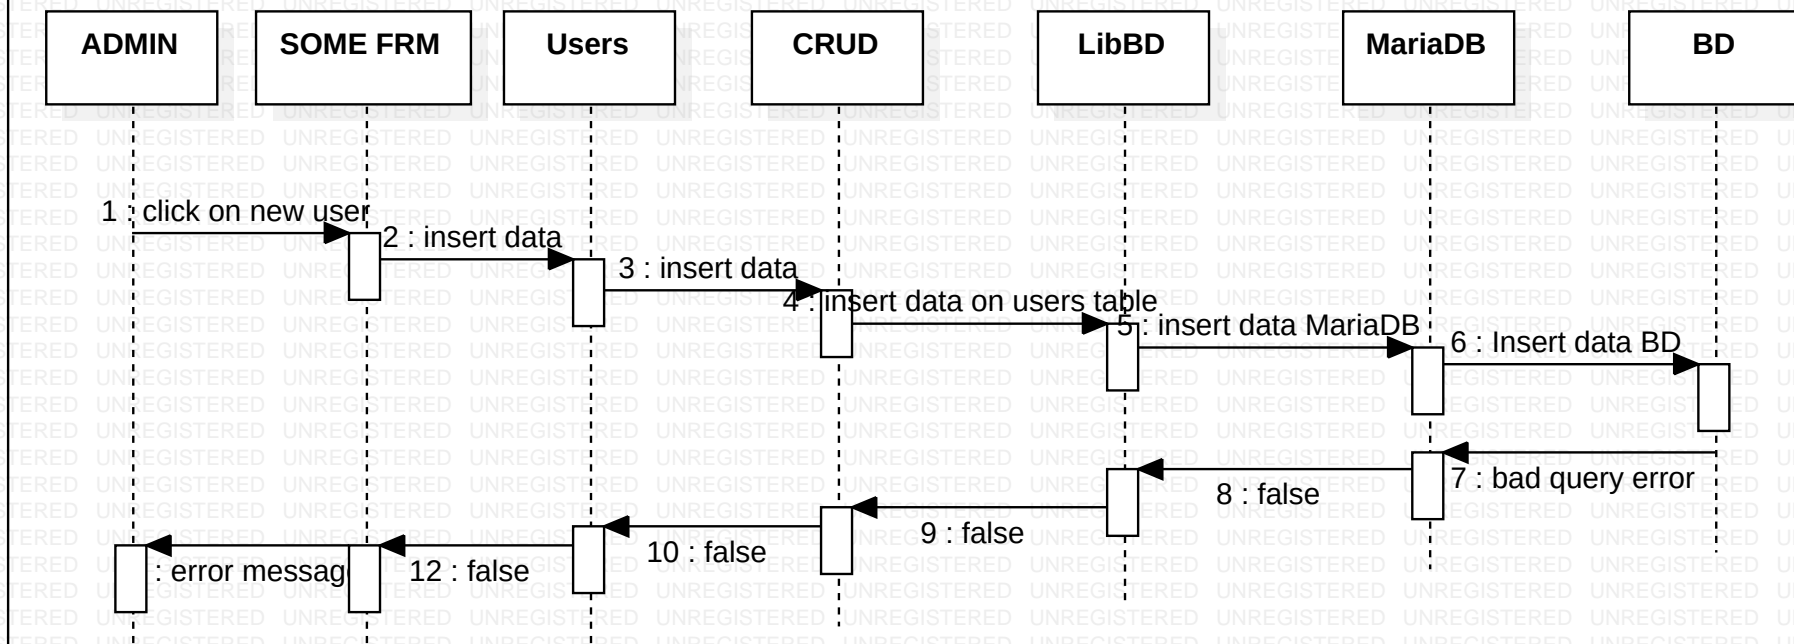 ADMIN
SOME FRM
Users
CRUD
LibBD
MariaDB
BD
1 : click on new user
2 : insert data
3 : insert data
4 : insert data on users table
5 : insert data MariaDB
6 : Insert data BD
7 : bad query error
8 : false
9 : false
10 : false
12 : false
: error message
UNREGISTERED